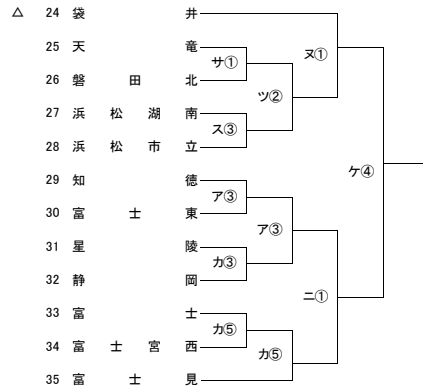 △ 24 袋井
ヌ①
25 天竜
サ①
26 磐田北
ツ②
27 浜松湖南
ス③
28 浜松市立
ケ④
29 知徳
ア③
30 富士東
ア③
31 星陵
カ③
32 静岡
ニ①
33 富士
カ⑤
34 富士宮西
カ⑤
35 富士見